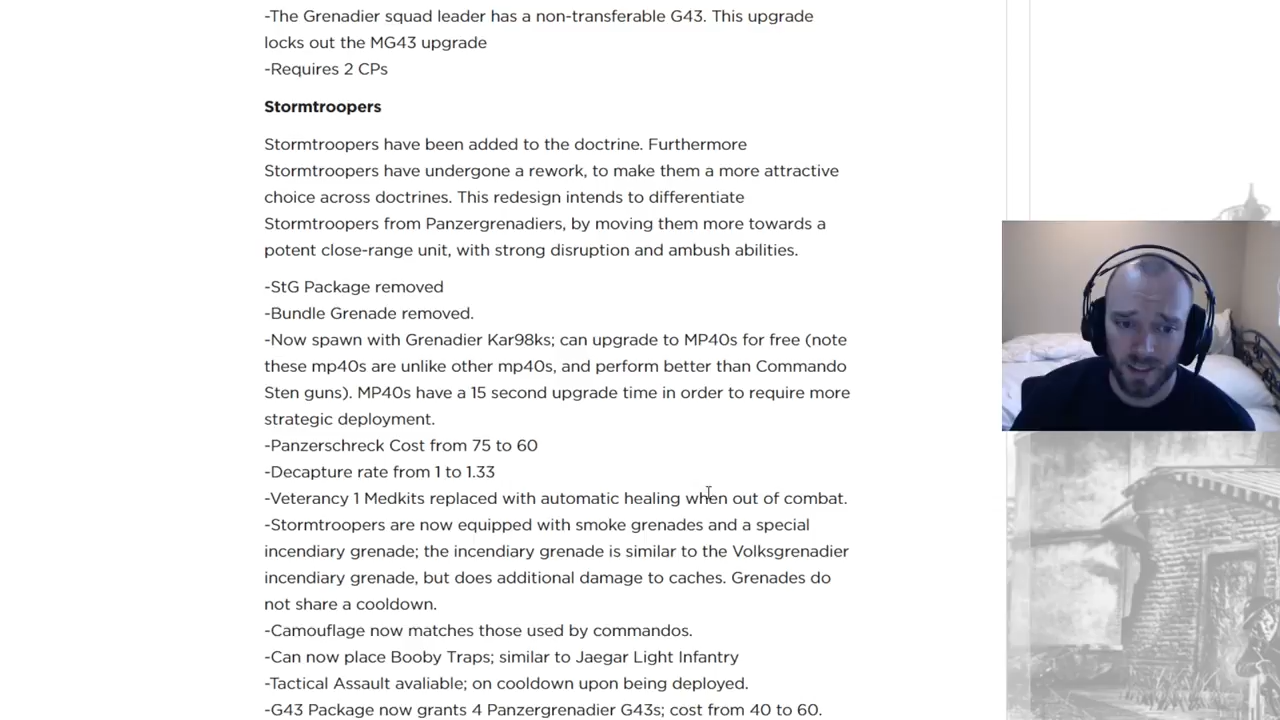 -The Grenadier squad leader has a non-transferable G43. This upgrade
locks out the MG43 upgrade
-Requires 2 CPs
Stormtroopers
Stormtroopers have been added to the doctrine. Furthermore
Stormtroopers have undergone a rework, to make them a more attractive
choice across doctrines. This redesign intends to differentiate
Stormtroopers from Panzergrenadiers, by moving them more towards a
potent close-range unit, with strong disruption and ambush abilities.
-StG Package removed
-Bundle Grenade removed.
-Now spawn with Grenadier Kar98ks; can upgrade to MP40s for free (note
these mp40s are unlike other mp40s, and perform better than Commando
Sten guns). MP40s have a 15 second upgrade time in order to require more
strategic deployment.
-Panzerschreck Cost from 75 to 60
-Decapture rate from 1 to 1.33
-Veterancy 1 Medkits replaced with automatic healing when out of combat.
-Stormtroopers are now equipped with smoke grenades and a special
incendiary grenade; the incendiary grenade is similar to the Volksgrenadier
incendiary grenade, but does additional damage to caches. Grenades do
not share a cooldown.
-Camouflage now matches those used by commandos.
-Can now place Booby Traps; similar to Jaegar Light Infantry
-Tactical Assault avaliable; on cooldown upon being deployed.
-G43 Package now grants 4 Panzergrenadier G43s; cost from 40 to 60.